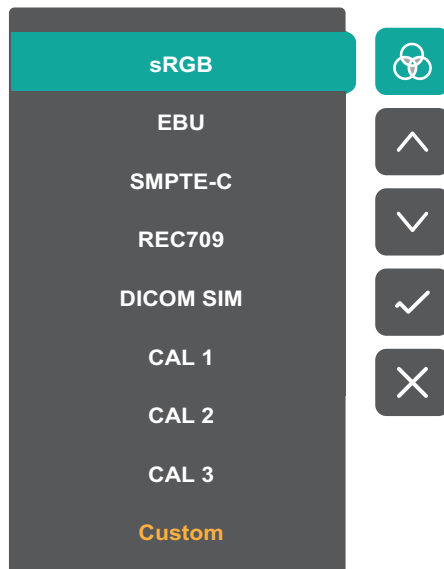 sRGB
EBU
SMPTE-C
REC709
DICOM SIM
CAL 1
CAL 2
CAL 3
Custom